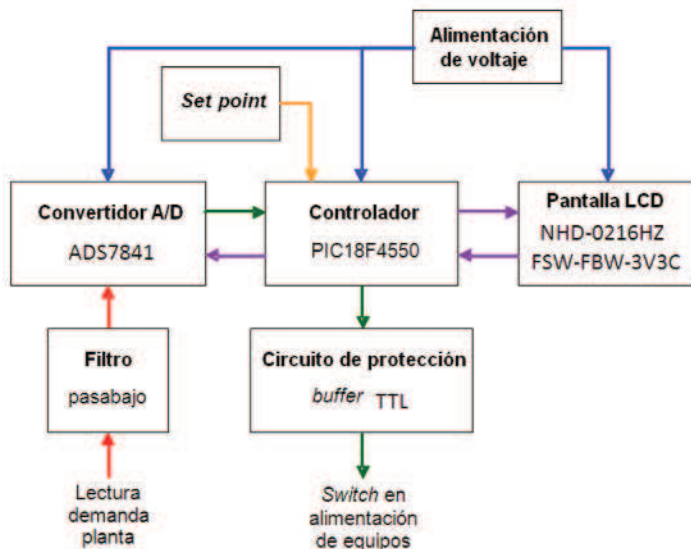 Alimentación
de voltaje
Set point
Convertidor A/D
ADS7841
Controlador
PIC18F4550
Pantalla LCD
NHD-0216HZ
FSW-FBW-3V3C
Filtro
pasabajo
Circuito de protección
buffer TTL
Lectura
demanda
planta
Switch en
alimentación
de equipos